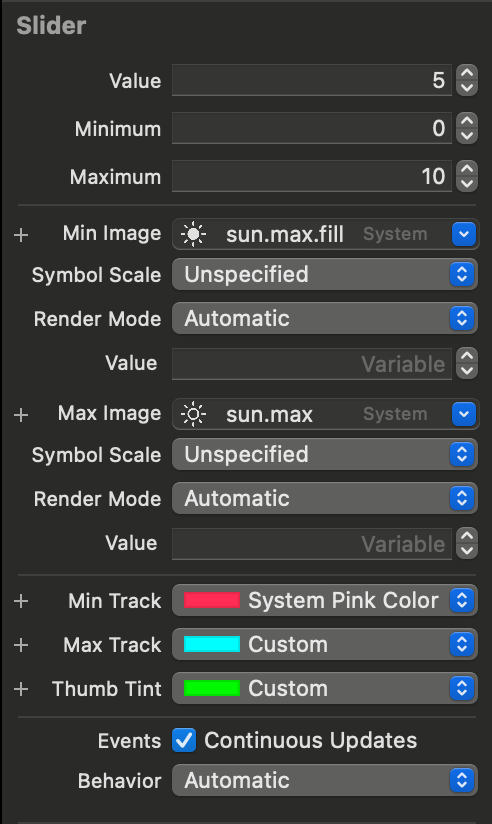 Slider
Value 5
Minimum 0
Maximum 10
+ Min Image sun.max.fill System
Symbol Scale Unspecified
Render Mode Automatic
Value Variable
+ Max Image sun.max System
Symbol Scale Unspecified
Render Mode Automatic
Value Variable
+ Min Track System Pink Color
+ Max Track Custom
+ Thumb Tint Custom
Events Continuous Updates
Behavior Automatic